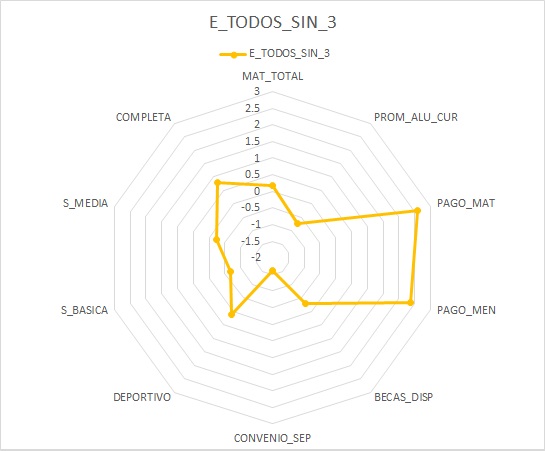 E_TODOS_SIN_3
E_TODOS_SIN_3
MAT_TOTAL
3
COMPLETA
PROM_ALU_CUR
2.5
2
1.5
1
0.5
S_MEDIA
0
PAGO_MAT
-0.5
-1
-1.5
-2
S_BASICA
PAGO_MEN
DEPORTIVO
BECAS_DISP
CONVENIO_SEP